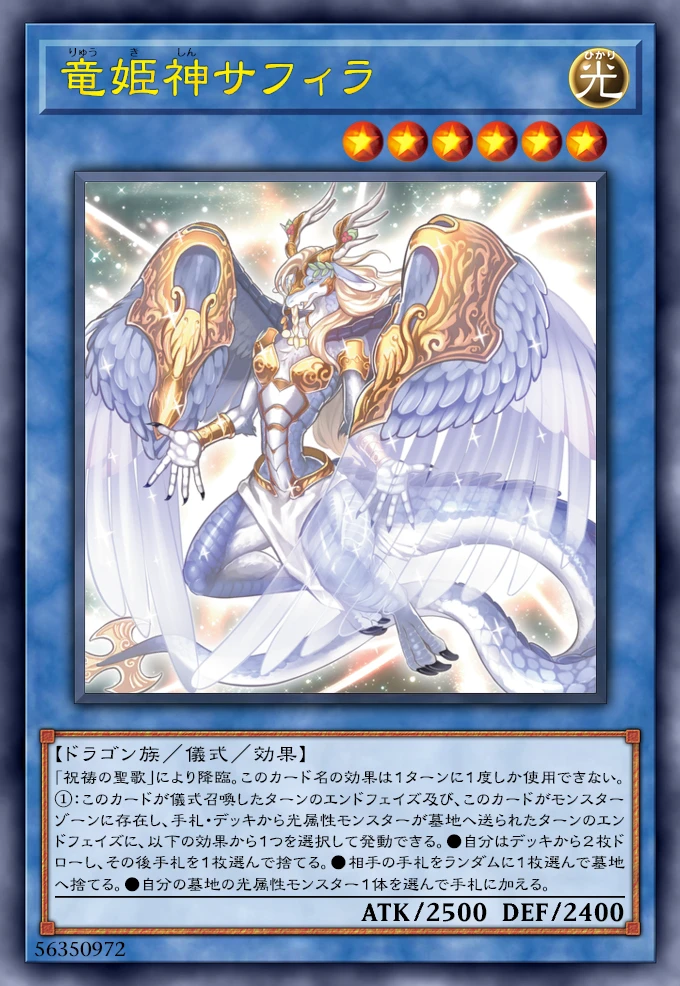 りゅう き しん
竜姫神サフィラ
ひかり
光
【ドラゴン族／儀式／効果】
「祝祷の聖歌」により降臨。このカード名の効果は１ターンに１度しか使用できない。
①：このカードが儀式召喚したターンのエンドフェイズ及び、このカードがモンスター
ゾーンに存在し、手札・デッキから光属性モンスターが墓地へ送られたターンのエン
ドフェイズに、以下の効果から１つを選択して発動できる。●自分はデッキから２枚ド
ローし、その後手札を１枚選んで捨てる。●相手の手札をランダムに１枚選んで墓地
へ捨てる。●自分の墓地の光属性モンスター１体を選んで手札に加える。
ATK/2500 DEF/2400
56350972